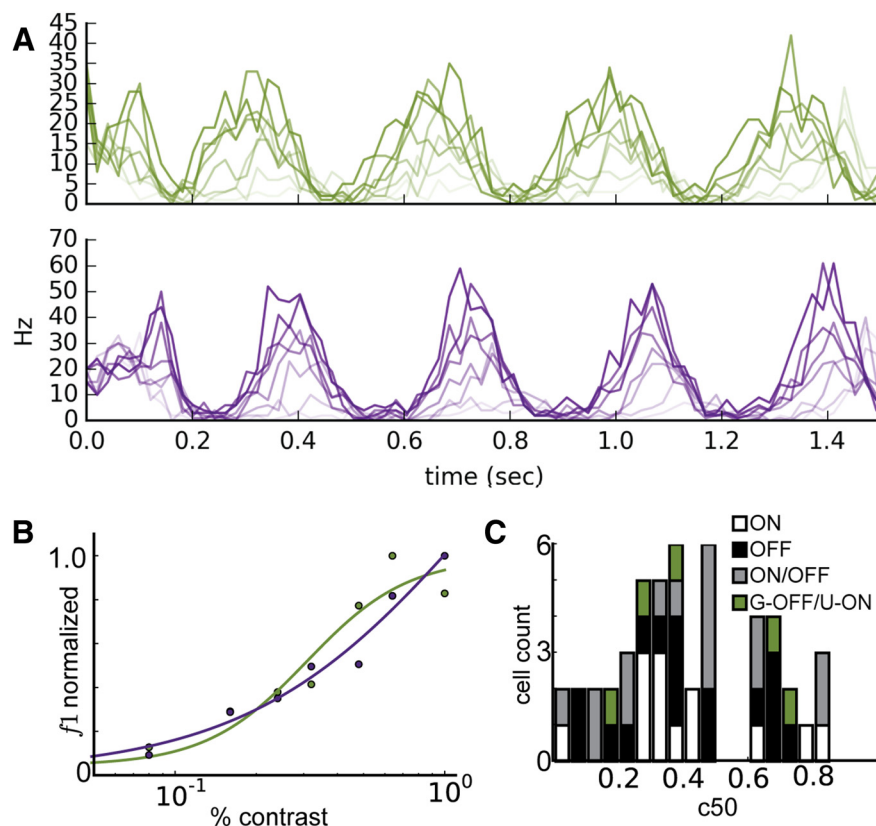 A
45
40
35
30
25
20
15
10
5
0
70
60
50
40
30
20
10
0
Hz
0.0 0.2 0.4 0.6 0.8 1.0 1.2 1.4
time (sec)
B
1.0
0
f1 normalized
10⁻¹ 10⁰
% contrast
C
ON
OFF
ON/OFF
G-OFF/U-ON
6
3
0
cell count
0.2 0.4 0.6 0.8
c50